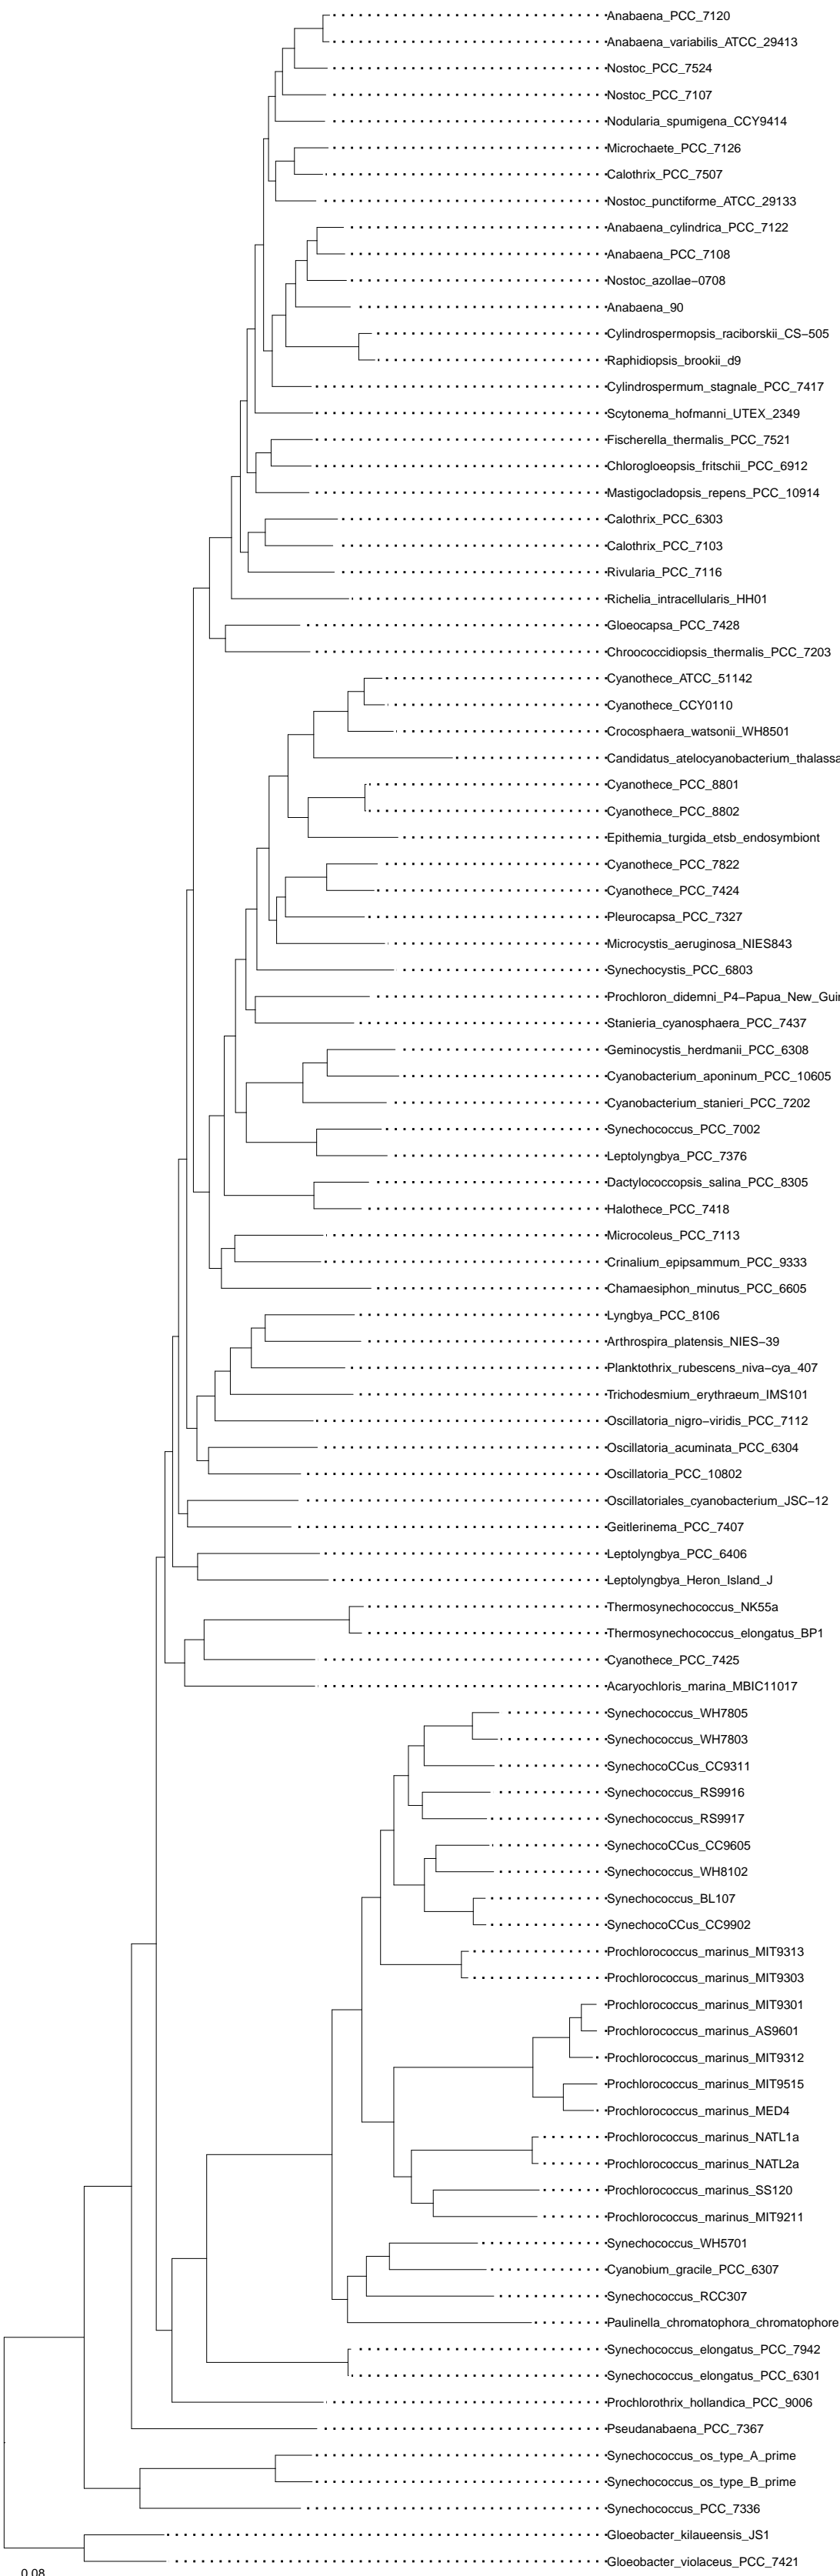 Anabaena_PCC_7120
Anabaena_variabilis_ATCC_29413
Nostoc_PCC_7524
Nostoc_PCC_7107
Nodularia_spumigena_CCY9414
Microchaete_PCC_7126
Calothrix_PCC_7507
Nostoc_punctiforme_ATCC_29133
Anabaena_cylindrica_PCC_7122
Anabaena_PCC_7108
Nostoc_azollae−0708
Anabaena_90
Cylindrospermopsis_raciborskii_CS−505
Raphidiopsis_brookii_d9
Cylindrospermum_stagnale_PCC_7417
Scytonema_hofmanni_UTEX_2349
Fischerella_thermalis_PCC_7521
Chlorogloeopsis_fritschii_PCC_6912
Mastigocladopsis_repens_PCC_10914
Calothrix_PCC_6303
Calothrix_PCC_7103
Rivularia_PCC_7116
Richelia_intracellularis_HH01
Gloeocapsa_PCC_7428
Chroococcidiopsis_thermalis_PCC_7203
Cyanothece_ATCC_51142
Cyanothece_CCY0110
Crocosphaera_watsonii_WH8501
Candidatus_atelocyanobacterium_thalassa
Cyanothece_PCC_8801
Cyanothece_PCC_8802
Epithemia_turgida_etsb_endosymbiont
Cyanothece_PCC_7822
Cyanothece_PCC_7424
Pleurocapsa_PCC_7327
Microcystis_aeruginosa_NIES843
Synechocystis_PCC_6803
Prochloron_didemni_P4−Papua_New_Gui
Stanieria_cyanosphaera_PCC_7437
Geminocystis_herdmanii_PCC_6308
Cyanobacterium_aponinum_PCC_10605
Cyanobacterium_stanieri_PCC_7202
Synechococcus_PCC_7002
Leptolyngbya_PCC_7376
Dactylococcopsis_salina_PCC_8305
Halothece_PCC_7418
Microcoleus_PCC_7113
Crinalium_epipsammum_PCC_9333
Chamaesiphon_minutus_PCC_6605
Lyngbya_PCC_8106
Arthrospira_platensis_NIES−39
Planktothrix_rubescens_niva−cya_407
Trichodesmium_erythraeum_IMS101
Oscillatoria_nigro−viridis_PCC_7112
Oscillatoria_acuminata_PCC_6304
Oscillatoria_PCC_10802
Oscillatoriales_cyanobacterium_JSC−12
Geitlerinema_PCC_7407
Leptolyngbya_PCC_6406
Leptolyngbya_Heron_Island_J
Thermosynechococcus_NK55a
Thermosynechococcus_elongatus_BP1
Cyanothece_PCC_7425
Acaryochloris_marina_MBIC11017
Synechococcus_WH7805
Synechococcus_WH7803
SynechocoCCus_CC9311
Synechococcus_RS9916
Synechococcus_RS9917
SynechocoCCus_CC9605
Synechococcus_WH8102
Synechococcus_BL107
SynechocoCCus_CC9902
Prochlorococcus_marinus_MIT9313
Prochlorococcus_marinus_MIT9303
Prochlorococcus_marinus_MIT9301
Prochlorococcus_marinus_AS9601
Prochlorococcus_marinus_MIT9312
Prochlorococcus_marinus_MIT9515
Prochlorococcus_marinus_MED4
Prochlorococcus_marinus_NATL1a
Prochlorococcus_marinus_NATL2a
Prochlorococcus_marinus_SS120
Prochlorococcus_marinus_MIT9211
Synechococcus_WH5701
Cyanobium_gracile_PCC_6307
Synechococcus_RCC307
Paulinella_chromatophora_chromatophore
Synechococcus_elongatus_PCC_7942
Synechococcus_elongatus_PCC_6301
Prochlorothrix_hollandica_PCC_9006
Pseudanabaena_PCC_7367
Synechococcus_os_type_A_prime
Synechococcus_os_type_B_prime
Synechococcus_PCC_7336
Gloeobacter_kilaueensis_JS1
Gloeobacter_violaceus_PCC_7421
0.08